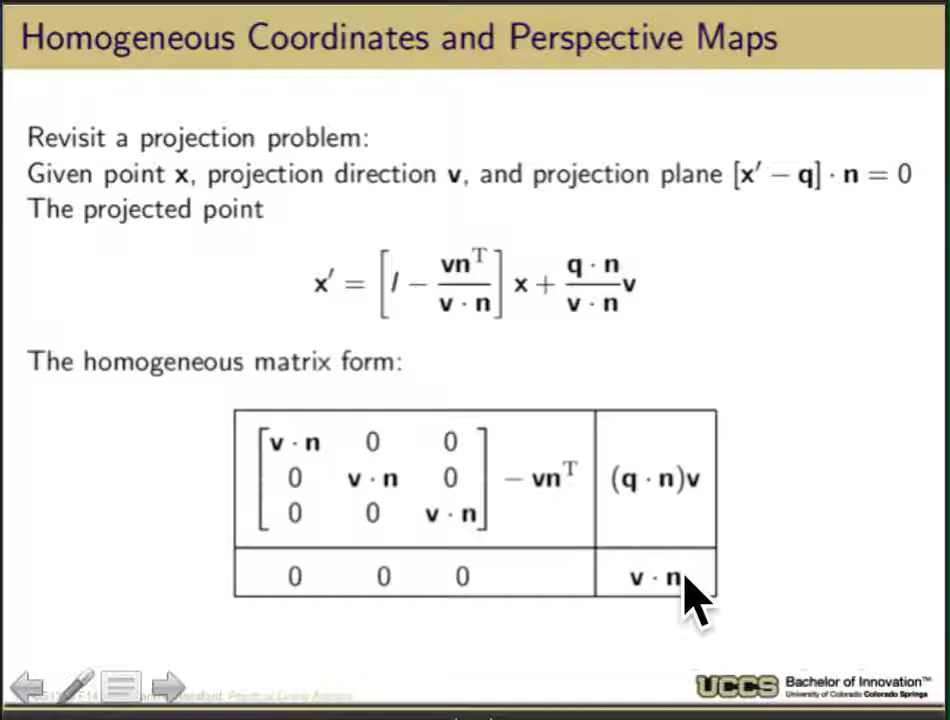 Homogeneous Coordinates and Perspective Maps
Revisit a projection problem:
Given point x, projection direction v, and projection plane [x′ − q] · n = 0
The projected point
x′ = [I − vnᵀ / v · n] x + q · n / v · n v
The homogeneous matrix form:
v · n 0 0
0 v · n 0 − vnᵀ (q · n)v
0 0 v · n
0 0 0 v · n
UCCS Bachelor of Innovation™
University of Colorado Colorado Springs